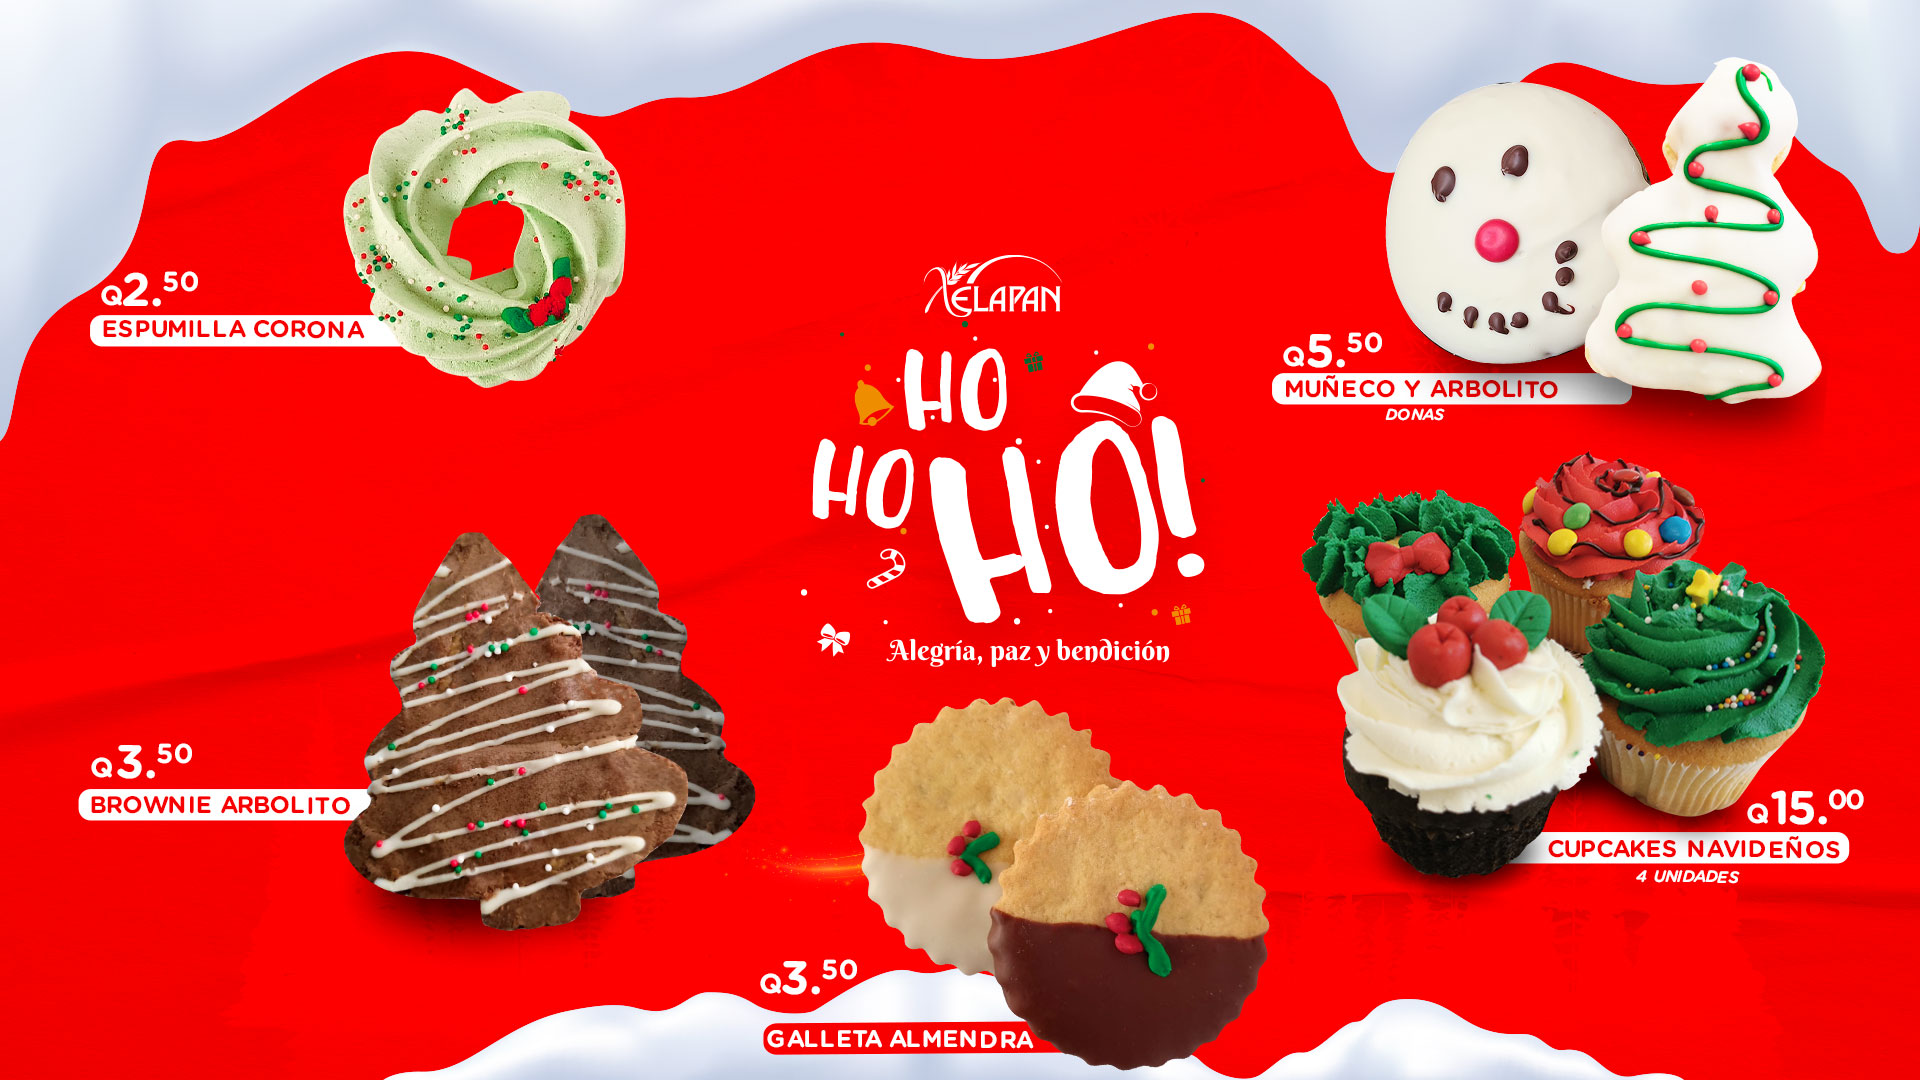 XELAPAN
HO
HO HO!
Alegría, paz y bendición
Q2.50
ESPUMILLA CORONA
Q5.50
MUÑECO Y ARBOLITO
DONAS
Q3.50
BROWNIE ARBOLITO
Q15.00
CUPCAKES NAVIDEÑOS
4 UNIDADES
Q3.50
GALLETA ALMENDRA